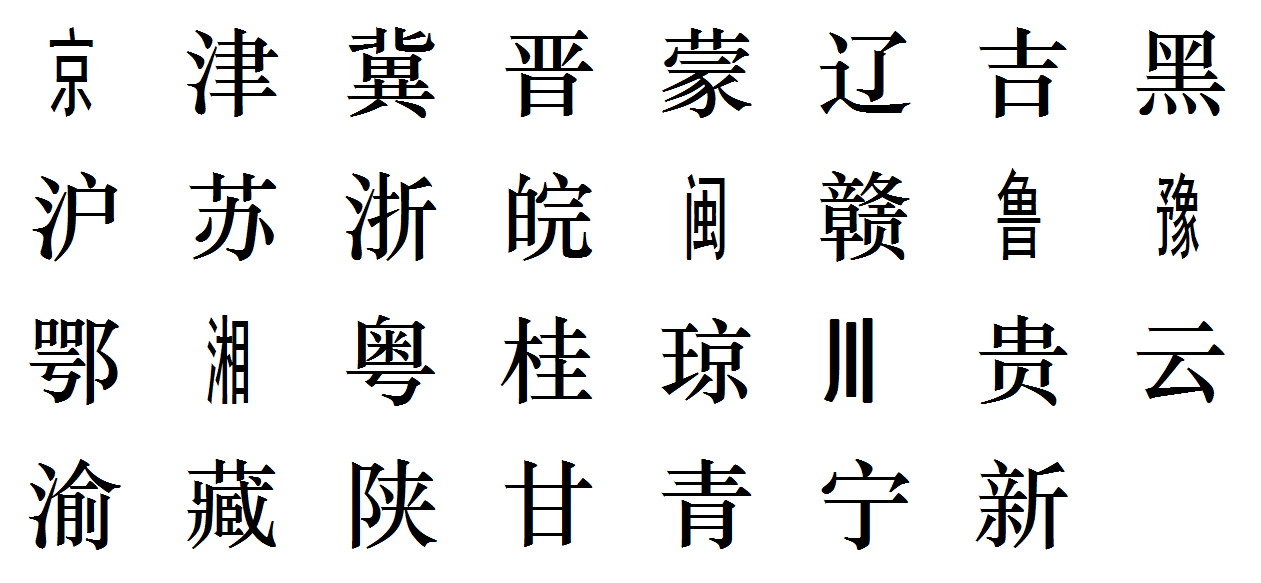 京 津 冀 晋 蒙 辽 吉 黑
沪 苏 浙 皖 闽 赣 鲁 豫
鄂 湘 粤 桂 琼 川 贵 云
渝 藏 陕 甘 青 宁 新